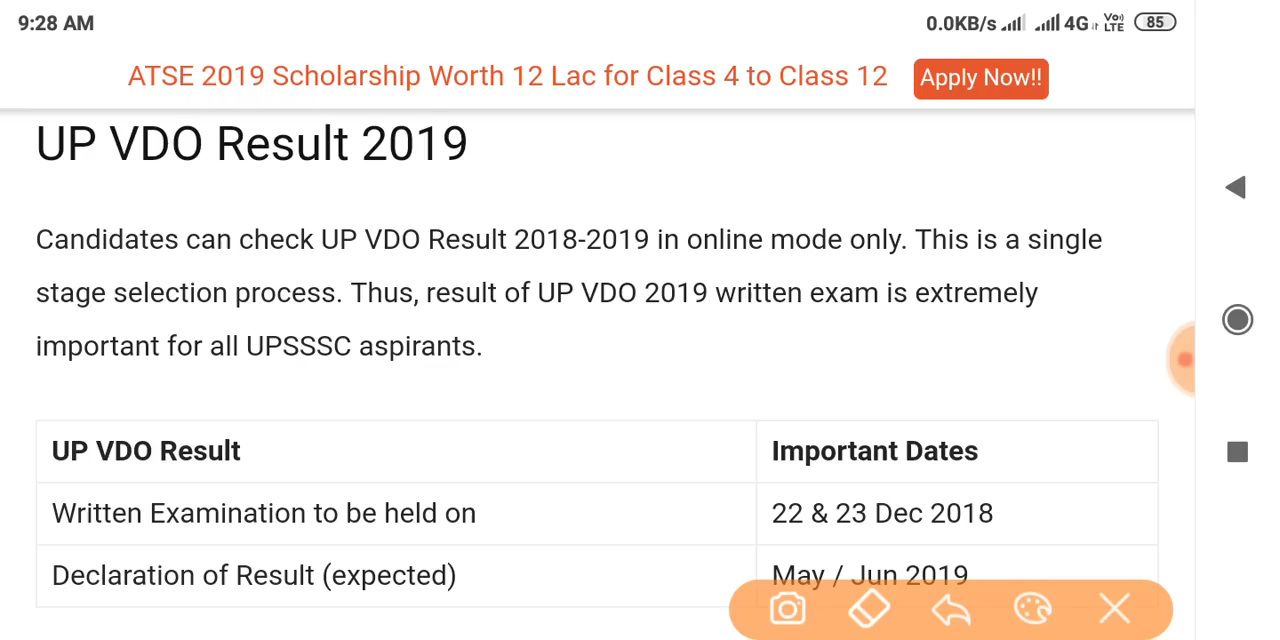 9:28 AM
0.0KB/s 4G Vo) LTE 85
ATSE 2019 Scholarship Worth 12 Lac for Class 4 to Class 12 Apply Now!!
UP VDO Result 2019
Candidates can check UP VDO Result 2018-2019 in online mode only. This is a single
stage selection process. Thus, result of UP VDO 2019 written exam is extremely
important for all UPSSSC aspirants.
UP VDO Result Important Dates
Written Examination to be held on 22 & 23 Dec 2018
Declaration of Result (expected) May / Jun 2019